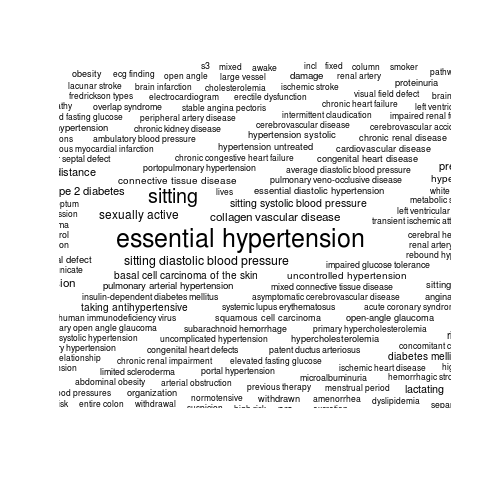 s3 mixed awake incl fixed column smoker
obesity ecg finding open angle large vessel damage renal artery pathw
lacunar stroke brain infarction cholesterolemia ischemic stroke proteinuria
fredrickson types electrocardiogram erectile dysfunction visual field defect brain
athy overlap syndrome stable angina pectoris chronic heart failure left ventric
d fasting glucose peripheral artery disease intermittent claudication impaired renal f
hypertension chronic kidney disease cerebrovascular disease cerebrovascular accid
ons ambulatory blood pressure hypertension systolic chronic renal disease
ous myocardial infarction hypertension untreated cardiovascular disease
septal defect chronic congestive heart failure congenital heart disease
distance portopulmonary hypertension average diastolic blood pressure pre
connective tissue disease pulmonary veno-occlusive disease hype
pe 2 diabetes sitting lives essential diastolic hypertension white
ptum sitting systolic blood pressure metabolic s
ssion sexually active collagen vascular disease left ventricular
ma transient ischemic att
rol essential hypertension cerebral he
ion renal artery
al defect sitting diastolic blood pressure rebound hyp
nicate basal cell carcinoma of the skin impaired glucose tolerance
sion pulmonary arterial hypertension uncontrolled hypertension sitting
mixed connective tissue disease
insulin-dependent diabetes mellitus asymptomatic cerebrovascular disease angina
taking antihypertensive systemic lupus erythematosus acute coronary syndrom
human immunodeficiency virus squamous cell carcinoma open-angle glaucoma
ary open angle glaucoma subarachnoid hemorrhage primary hypercholesterolemia
systolic hypertension uncomplicated hypertension hypercholesterolemia
y hypertension congenital heart defects patent ductus arteriosus concomitant c
elationship chronic renal impairment elevated fasting glucose diabetes melli
sion limited scleroderma portal hypertension ischemic heart disease
abdominal obesity arterial obstruction microalbuminuria hemorrhagic stro
ood pressures organization previous therapy menstrual period lactating
isk entire colon withdrawal normotensive withdrawn amenorrhea dyslipidemia separ